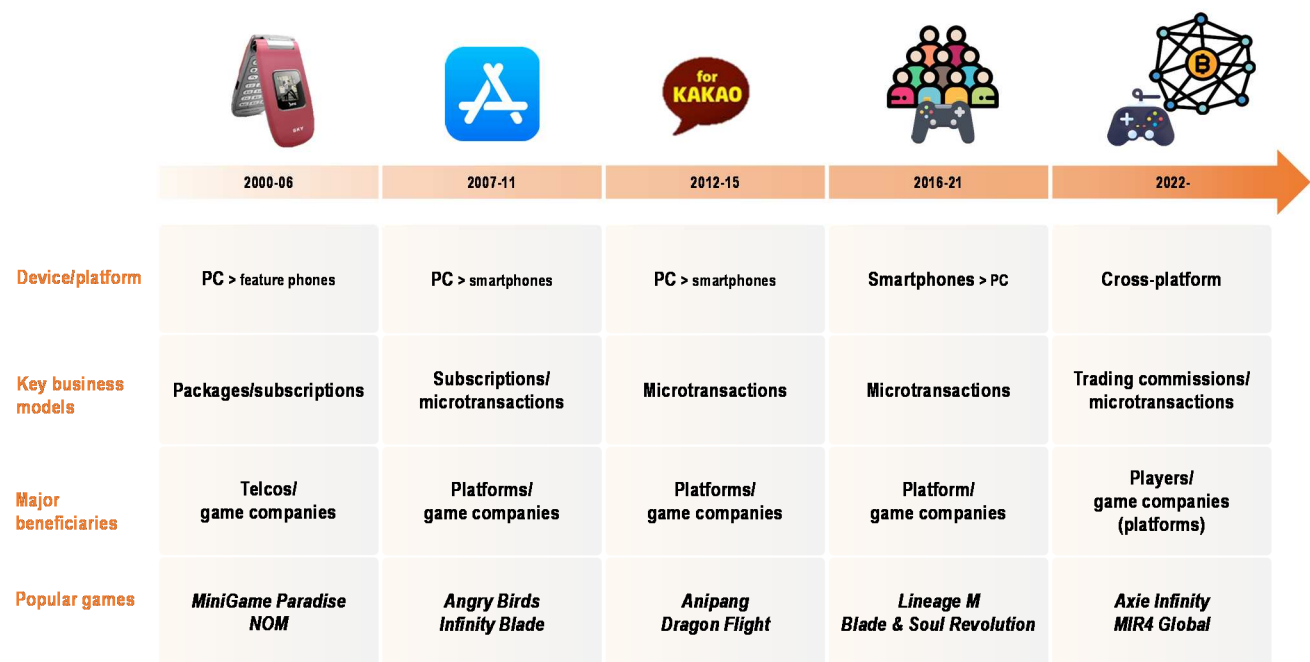 for
KAKAO
2000-06
2007-11
2012-15
2016-21
2022-
Device/platform
PC > feature phones
PC > smartphones
PC > smartphones
Smartphones > PC
Cross-platform
Key business
models
Packages/subscriptions
Subscriptions/
microtransactions
Microtransactions
Microtransactions
Trading commissions/
microtransactions
Major
beneficiaries
Telcos/
game companies
Platforms/
game companies
Platforms/
game companies
Platform/
game companies
Players/
game companies
(platforms)
Popular games
MiniGame Paradise
NOM
Angry Birds
Infinity Blade
Anipang
Dragon Flight
Lineage M
Blade & Soul Revolution
Axie Infinity
MIR4 Global